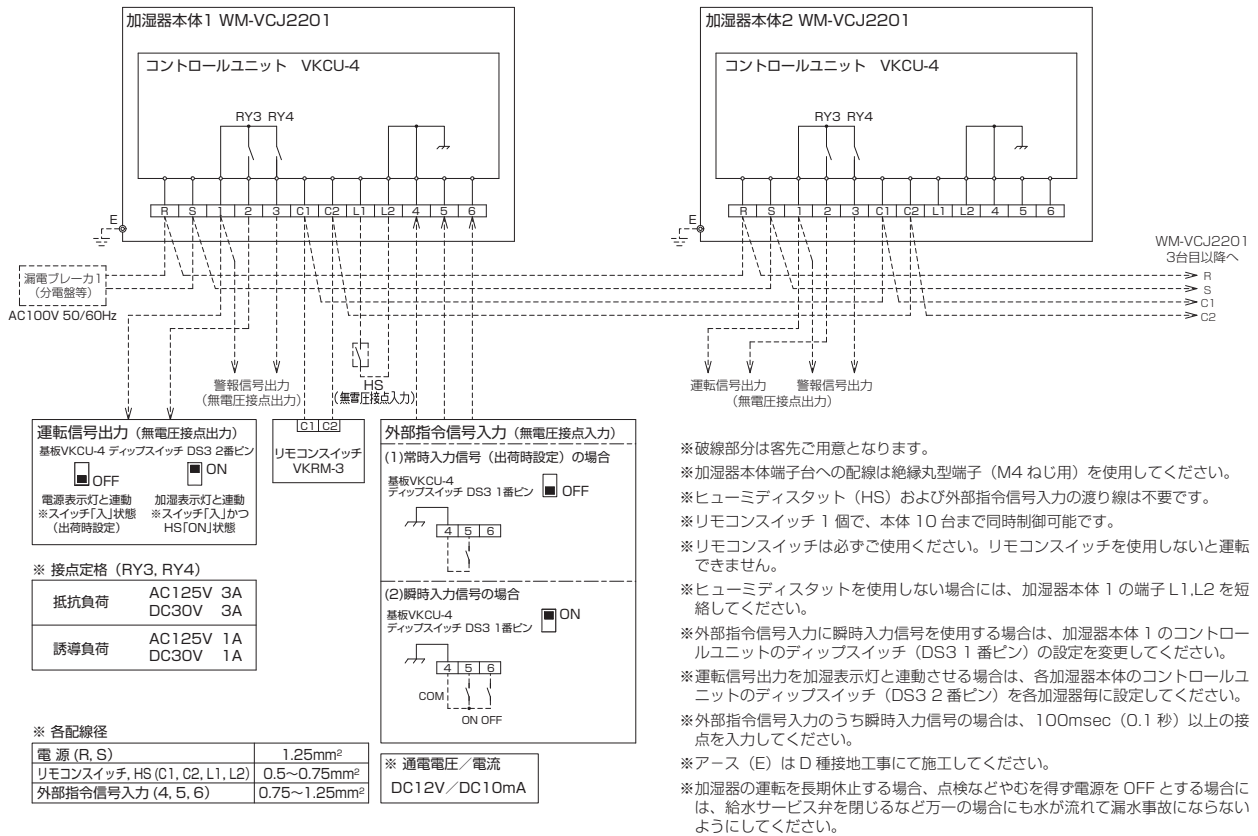 加湿器本体1 WM-VCJ2201
コントロールユニット　VKCU-4
RY3 RY4
R S 1 2 3 C1 C2 L1 L2 4 5 6
E
漏電ブレーカ1
（分電盤等）
AC100V 50/60Hz
警報信号出力
（無電圧接点出力）
HS
（無電圧接点入力）
加湿器本体2 WM-VCJ2201
コントロールユニット　VKCU-4
RY3 RY4
R S 1 2 3 C1 C2 L1 L2 4 5 6
E
WM-VCJ2201
3台目以降へ
R
S
C1
C2
運転信号出力　警報信号出力
（無電圧接点出力）
運転信号出力（無電圧接点出力）
基板VKCU-4 ディップスイッチ DS3 2番ピン
OFF
ON
電源表示灯と連動
※スイッチ「入」状態
（出荷時設定）
加湿表示灯と連動
※スイッチ「入」かつ
HS「ON」状態
C1 C2
リモコンスイッチ
VKRM-3
外部指令信号入力（無電圧接点入力）
(1)常時入力信号（出荷時設定）の場合
基板VKCU-4
ディップスイッチ DS3 1番ピン
OFF
4 5 6
(2)瞬時入力信号の場合
基板VKCU-4
ディップスイッチ DS3 1番ピン
ON
4 5 6
COM
ON OFF
※ 接点定格（RY3, RY4）
抵抗負荷 AC125V 3A
DC30V 3A
誘導負荷 AC125V 1A
DC30V 1A
※ 各配線径
電 源 (R, S) 1.25mm²
リモコンスイッチ, HS (C1, C2, L1, L2) 0.5〜0.75mm²
外部指令信号入力 (4, 5, 6) 0.75〜1.25mm²
※ 通電電圧／電流
DC12V／DC10mA
※破線部分は客先ご用意となります。
※加湿器本体端子台への配線は絶縁丸型端子（M4 ねじ用）を使用してください。
※ヒューミディスタット（HS）および外部指令信号入力の渡り線は不要です。
※リモコンスイッチ 1 個で、本体 10 台まで同時制御可能です。
※リモコンスイッチは必ずご使用ください。リモコンスイッチを使用しないと運転
できません。
※ヒューミディスタットを使用しない場合には、加湿器本体 1 の端子 L1,L2 を短
絡してください。
※外部指令信号入力に瞬時入力信号を使用する場合は、加湿器本体 1 のコントロー
ルユニットのディップスイッチ（DS3 1 番ピン）の設定を変更してください。
※運転信号出力を加湿表示灯と連動させる場合は、各加湿器本体のコントロールユ
ニットのディップスイッチ（DS3 2 番ピン）を各加湿器毎に設定してください。
※外部指令信号入力のうち瞬時入力信号の場合は、100msec（0.1 秒）以上の接
点を入力してください。
※アース（E）は D 種接地工事にて施工してください。
※加湿器の運転を長期休止する場合、点検などやむを得ず電源を OFF とする場合に
は、給水サービス弁を閉じるなど万一の場合にも水が流れて漏水事故にならない
ようにしてください。